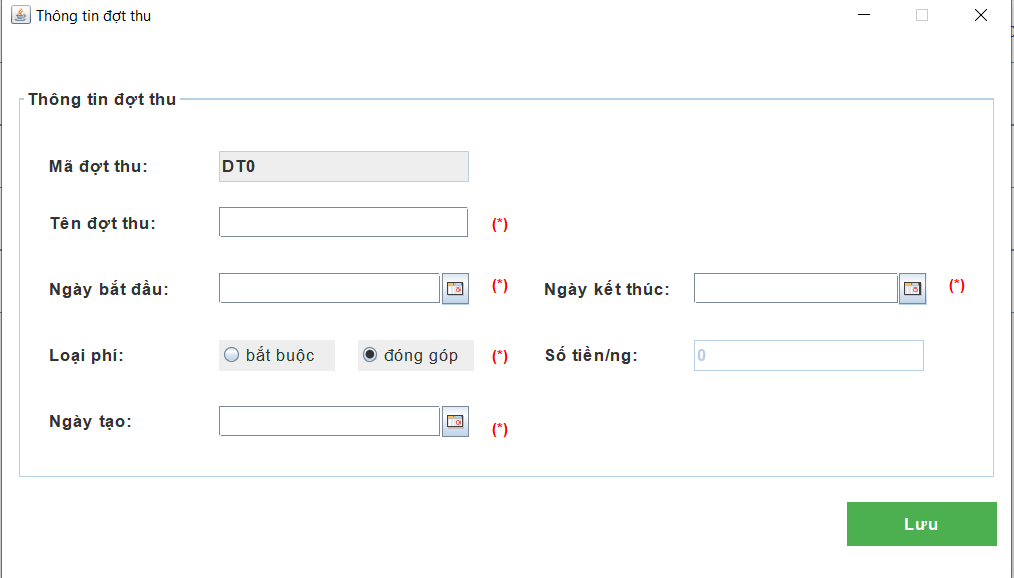 Thông tin đợt thu
Thông tin đợt thu
Mã đợt thu: DT0
Tên đợt thu: (*)
Ngày bắt đầu: (*) Ngày kết thúc: (*)
Loại phí: bắt buộc đóng góp (*) Số tiền/ng: 0
Ngày tạo: (*)
Lưu